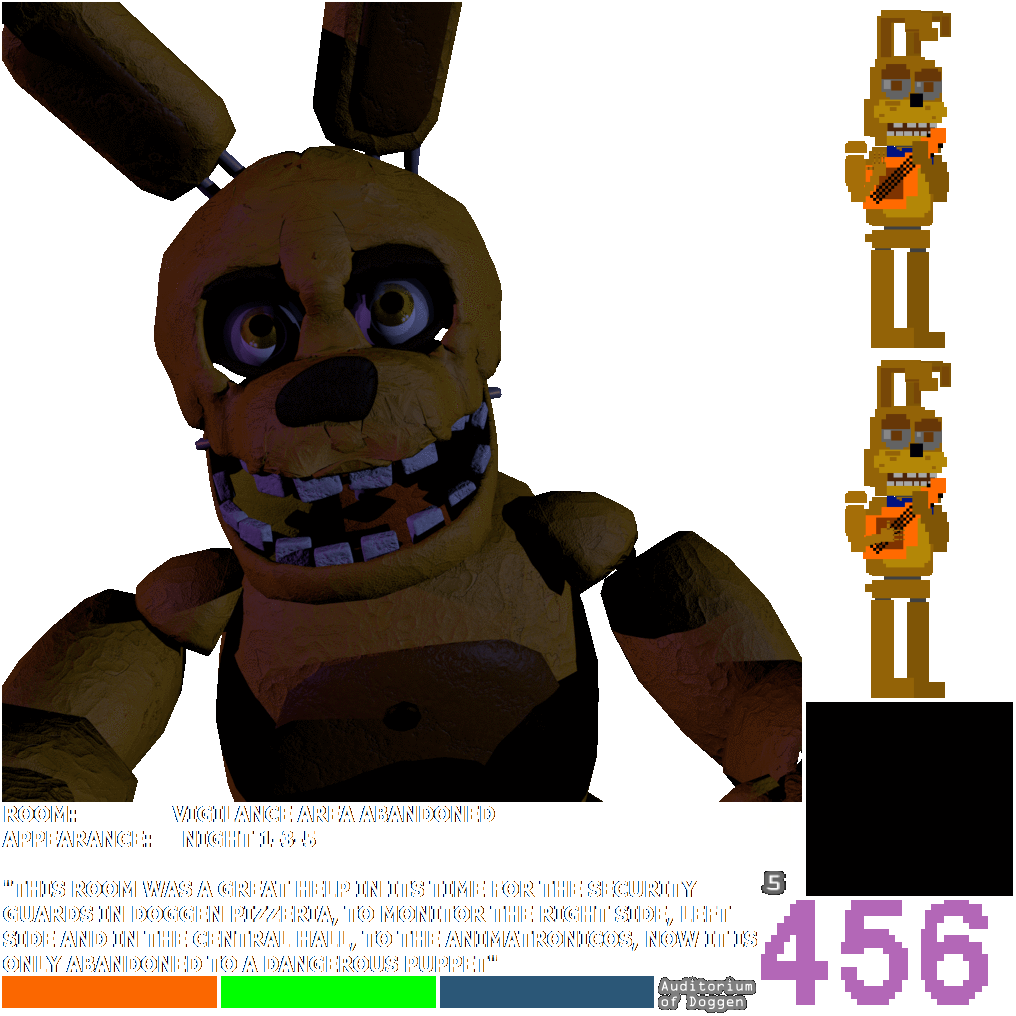 ROOM: VIGILANCE AREA ABANDONED
APPEARANCE: NIGHT 1-3-5
"THIS ROOM WAS A GREAT HELP IN ITS TIME FOR THE SECURITY
GUARDS IN DOGGEN PIZZERIA, TO MONITOR THE RIGHT SIDE, LEFT
SIDE AND IN THE CENTRAL HALL, TO THE ANIMATRONICOS, NOW IT IS
ONLY ABANDONED TO A DANGEROUS PUPPET"
5
456
Auditorium
of Doggen